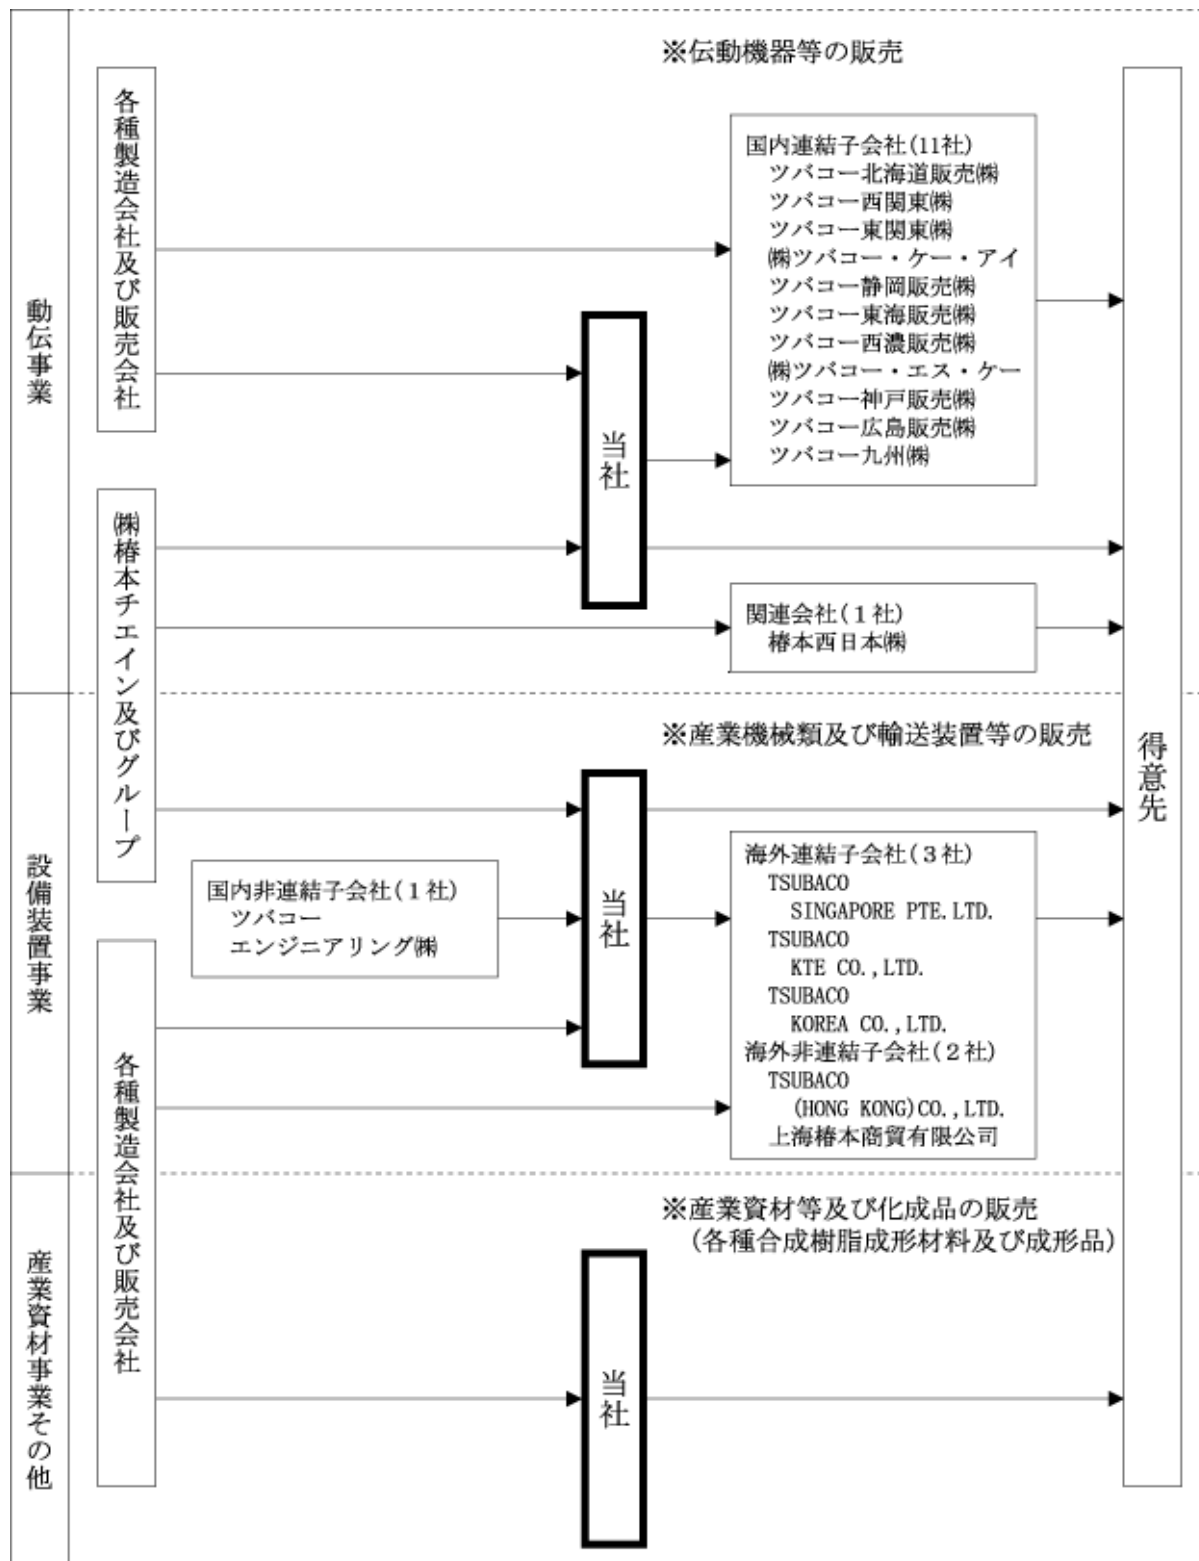 動伝事業
※伝動機器等の販売
各種製造会社及び販売会社
国内連結子会社(11社)
ツバコー北海道販売㈱
ツバコー西関東㈱
ツバコー東関東㈱
㈱ツバコー・ケー・アイ
ツバコー静岡販売㈱
ツバコー東海販売㈱
ツバコー西濃販売㈱
㈱ツバコー・エス・ケー
ツバコー神戸販売㈱
ツバコー広島販売㈱
ツバコー九州㈱
当社
㈱椿本チエイン及びグループ
関連会社(1社)
椿本西日本㈱
得意先
設備装置事業
※産業機械類及び輸送装置等の販売
国内非連結子会社(1社)
ツバコー
エンジニアリング㈱
当社
海外連結子会社(3社)
TSUBACO
SINGAPORE PTE.LTD.
TSUBACO
KTE CO.,LTD.
TSUBACO
KOREA CO.,LTD.
海外非連結子会社(2社)
TSUBACO
(HONG KONG)CO.,LTD.
上海椿本商貿有限公司
各種製造会社及び販売会社
産業資材事業その他
※産業資材等及び化成品の販売
(各種合成樹脂成形材料及び成形品)
当社